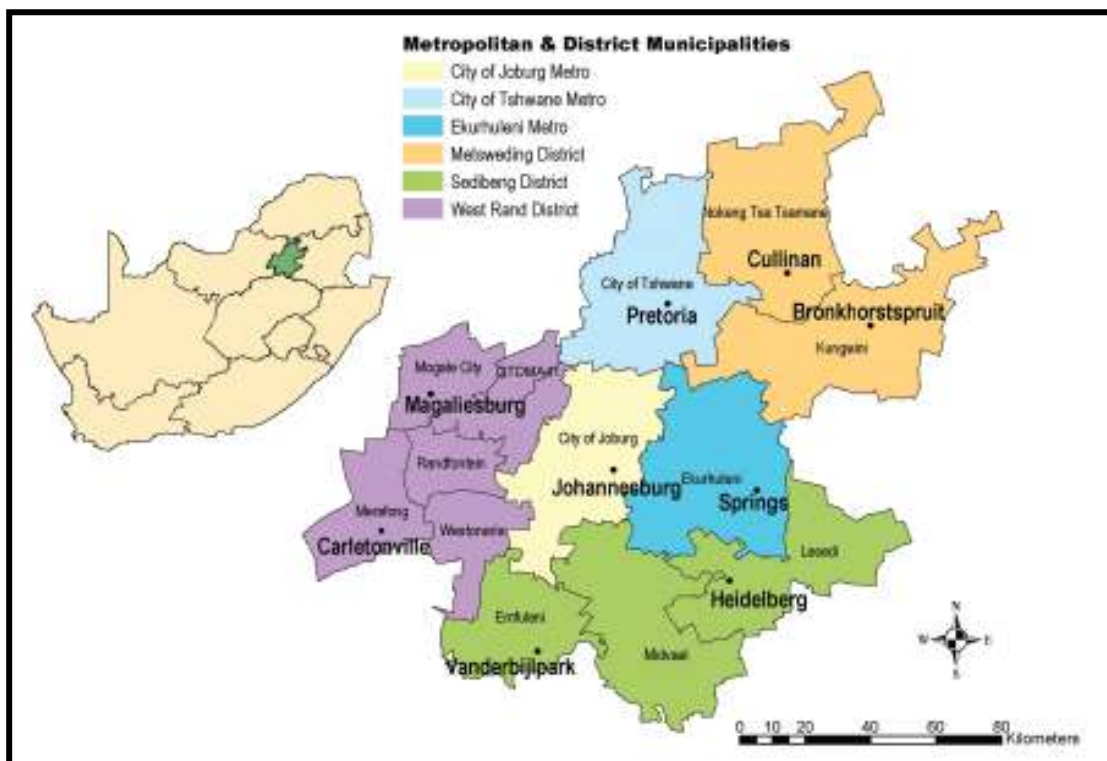 Metropolitan & District Municipalities
City of Joburg Metro
City of Tshwane Metro
Ekurhuleni Metro
Metsweding District
Sedibeng District
West Rand District
Nokeng Tsa Taemane
Cullinan
City of Tshwane
Pretoria
Bronkhorstspruit
Kungwini
Mogale City
Magaliesburg
City of Joburg
Randfontein
Johannesburg
Ekurhuleni
Springs
Merafong
Carletonville
Westonaria
Lesedi
Heidelberg
Emfuleni
Vanderbijlpark
Midvaal
N
W
E
S
0 10 20 40 60 80
Kilometers